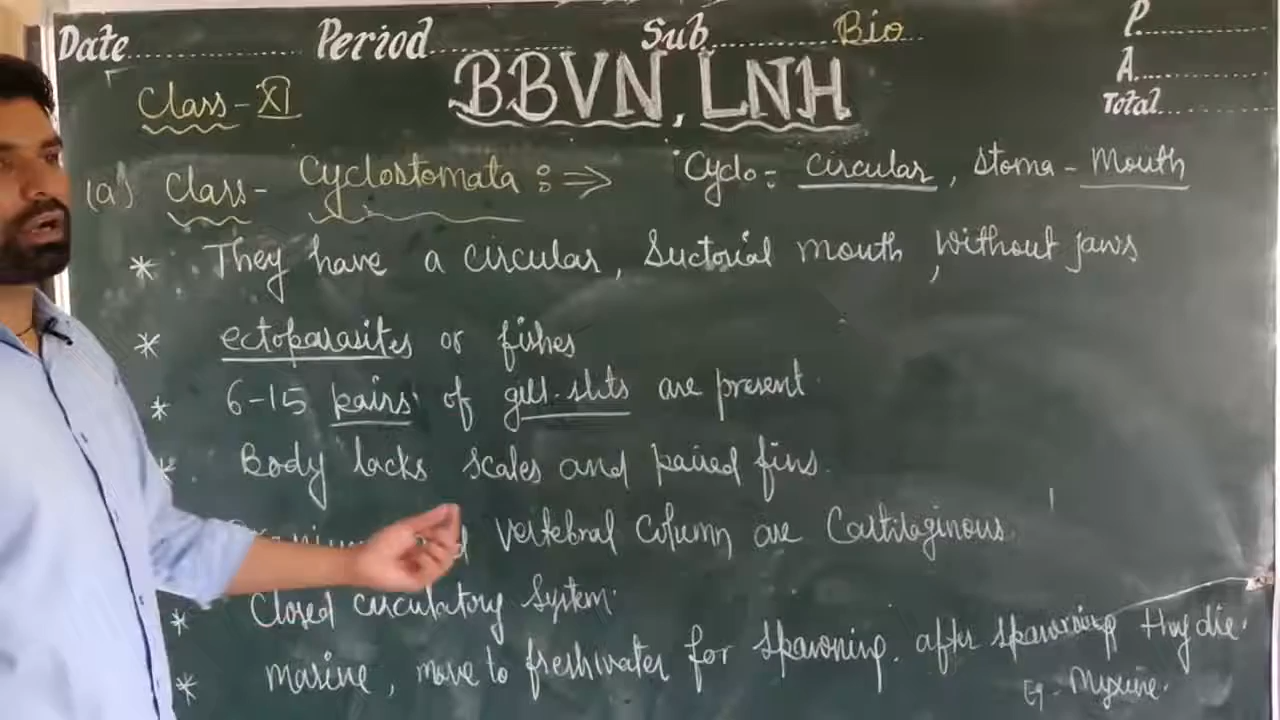 Date Period Sub Bio P.
A.
Total
Class-XI BBVN, LNH
(a) Class- Cyclostomata :⇒ Cyclo- Circular, Stoma- Mouth
* They have a circular, Suctorial mouth, without jaws
* ectoparasites or fishes
* 6-15 pairs of gill-slits are present
* Body lacks scales and paired fins.
Vertebral Column are Cartilaginous.
* Closed circulatory System.
* marine, move to freshwater for spawning. after spawning they die.
Eg- Myxine.